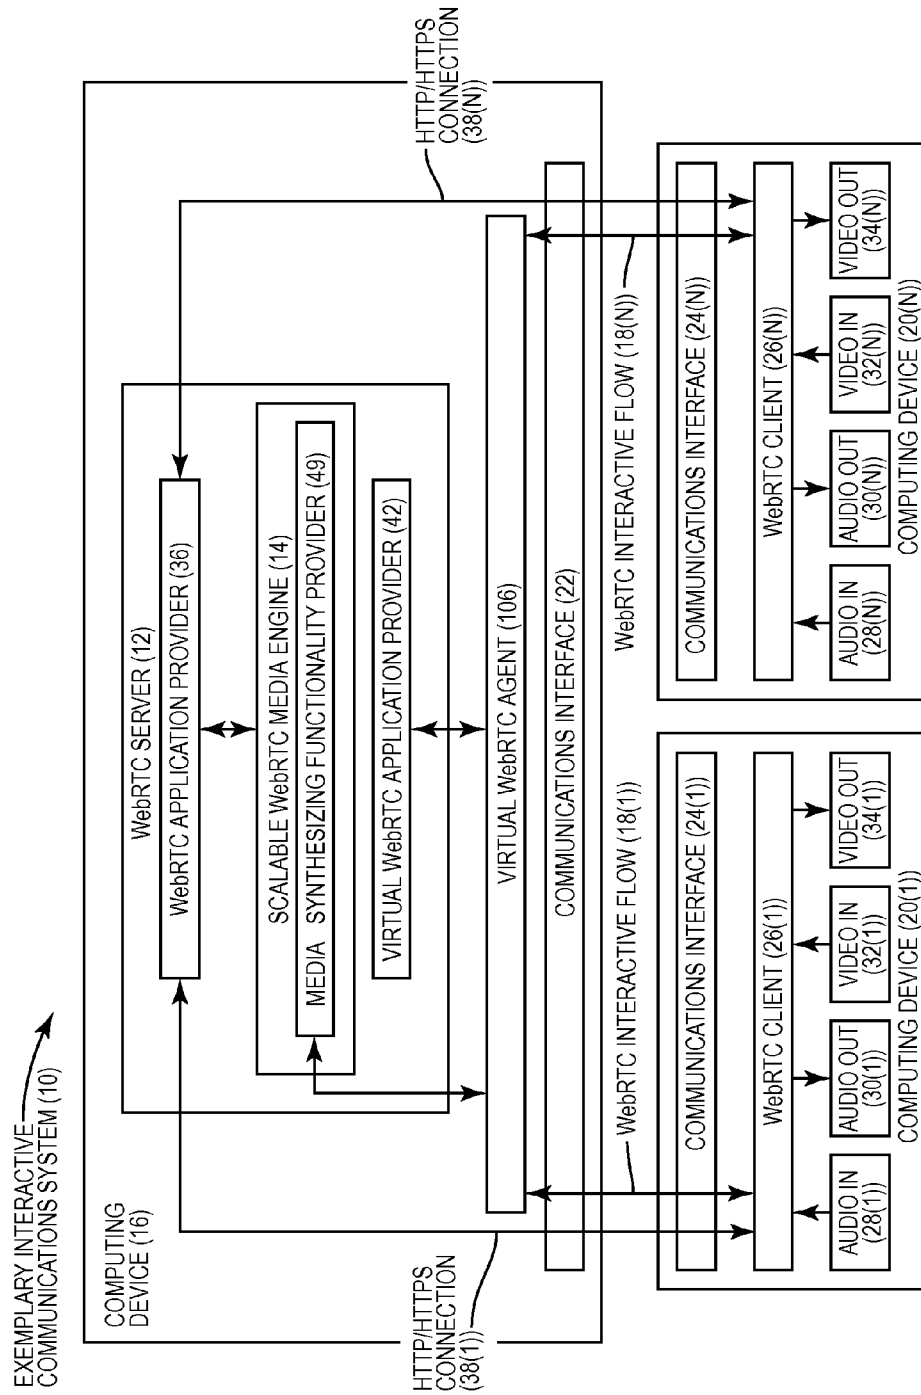 EXEMPLARY INTERACTIVE
COMMUNICATIONS SYSTEM (10)
COMPUTING
DEVICE (16)
WebRTC SERVER (12)
WebRTC APPLICATION PROVIDER (36)
SCALABLE WebRTC MEDIA ENGINE (14)
MEDIA SYNTHESIZING FUNCTIONALITY PROVIDER (49)
VIRTUAL WebRTC APPLICATION PROVIDER (42)
VIRTUAL WebRTC AGENT (106)
COMMUNICATIONS INTERFACE (22)
HTTP/HTTPS
CONNECTION
(38(1))
HTTP/HTTPS
CONNECTION
(38(N))
WebRTC INTERACTIVE FLOW (18(1))
WebRTC INTERACTIVE FLOW (18(N))
COMMUNICATIONS INTERFACE (24(1))
WebRTC CLIENT (26(1))
AUDIO IN
(28(1))
AUDIO OUT
(30(1))
VIDEO IN
(32(1))
VIDEO OUT
(34(1))
COMPUTING DEVICE (20(1))
COMMUNICATIONS INTERFACE (24(N))
WebRTC CLIENT (26(N))
AUDIO IN
(28(N))
AUDIO OUT
(30(N))
VIDEO IN
(32(N))
VIDEO OUT
(34(N))
COMPUTING DEVICE (20(N))